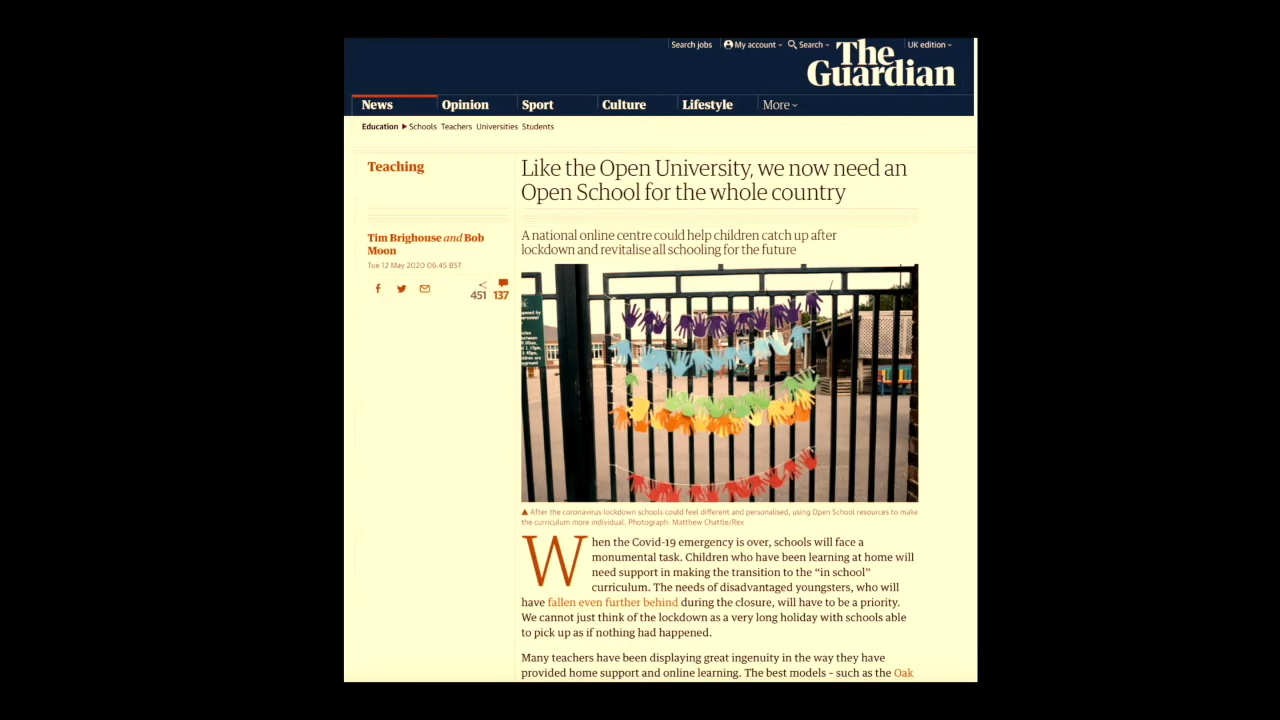 Search jobs
My account
Search
UK edition
The
Guardian
News
Opinion
Sport
Culture
Lifestyle
More
Education
Schools
Teachers
Universities
Students
Teaching
Like the Open University, we now need an
Open School for the whole country
Tim Brighouse and Bob
Moon
Tue 12 May 2020 06.45 BST
451
137
A national online centre could help children catch up after
lockdown and revitalise all schooling for the future
After the coronavirus lockdown schools could feel different and personalised, using Open School resources to make
the curriculum more individual. Photograph: Matthew Chattle/Rex
When the Covid-19 emergency is over, schools will face a
monumental task. Children who have been learning at home will
need support in making the transition to the “in school”
curriculum. The needs of disadvantaged youngsters, who will
have fallen even further behind during the closure, will have to be a priority.
We cannot just think of the lockdown as a very long holiday with schools able
to pick up as if nothing had happened.
Many teachers have been displaying great ingenuity in the way they have
provided home support and online learning. The best models – such as the Oak